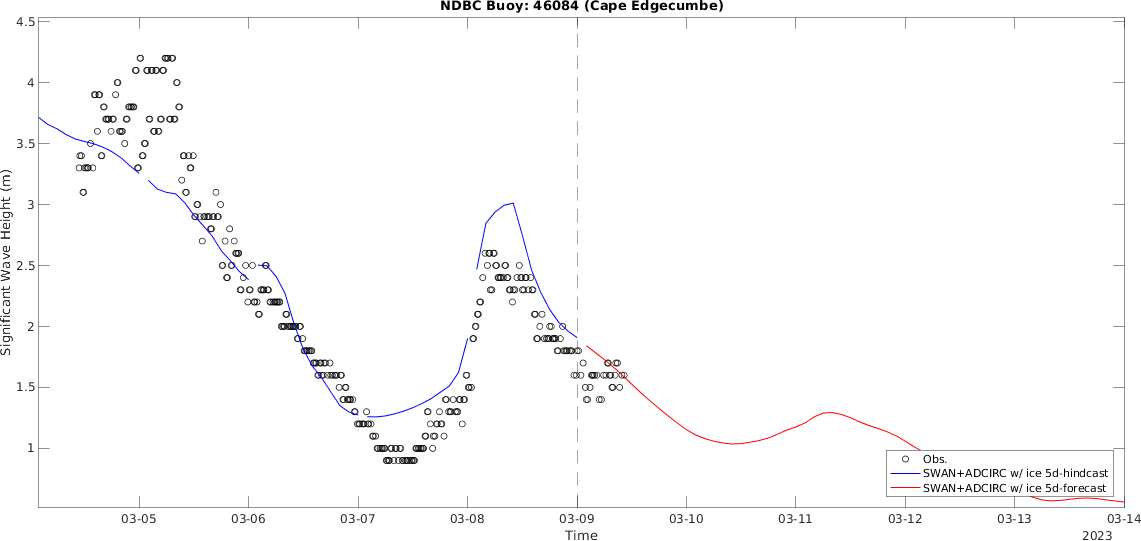 NDBC Buoy: 46084 (Cape Edgecumbe)
4.5
4
3.5
3
2.5
2
1.5
1
Significant Wave Height (m)
Obs.
SWAN+ADCIRC w/ ice 5d-hindcast
SWAN+ADCIRC w/ ice 5d-forecast
03-05 03-06 03-07 03-08 03-09 03-10 03-11 03-12 03-13 03-14
Time
2023